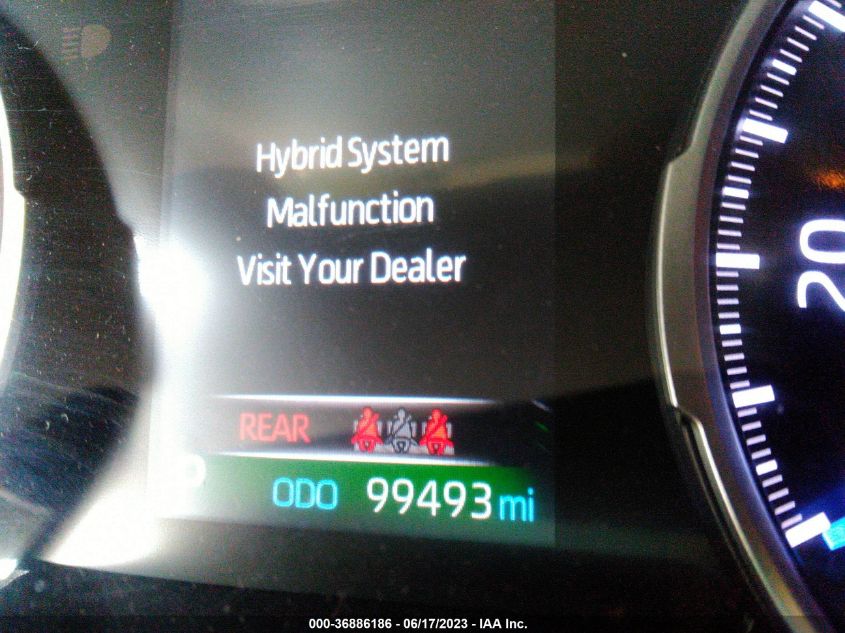 Hybrid System
Malfunction
Visit Your Dealer
REAR
ODO 99493 mi
20
000-36886186 - 06/17/2023 - IAA Inc.